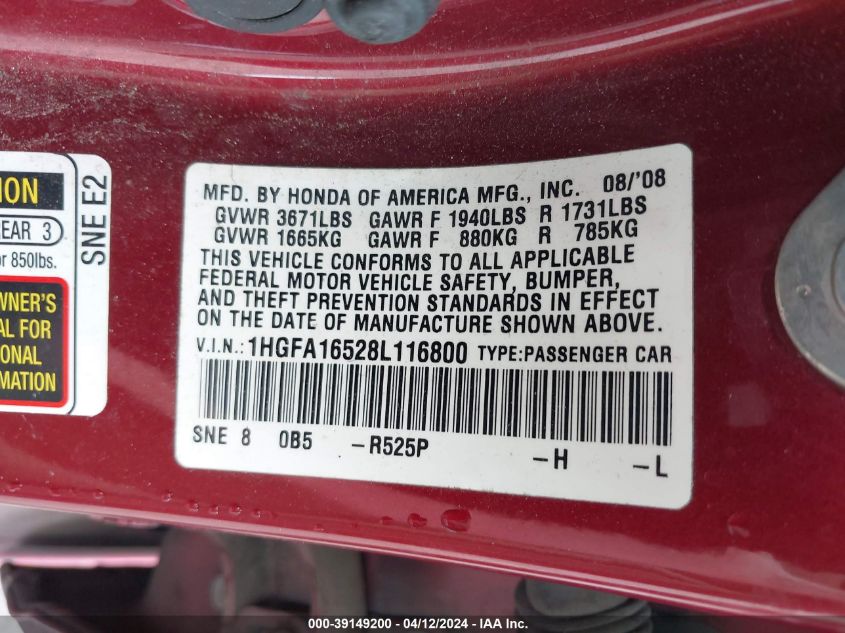 ION
EAR 3
or 850lbs.
WNER'S
AL FOR
ONAL
RMATION
SNE E2
MFD. BY HONDA OF AMERICA MFG., INC. 08/'08
GVWR 3671LBS GAWR F 1940LBS R 1731LBS
GVWR 1665KG GAWR F 880KG R 785KG
THIS VEHICLE CONFORMS TO ALL APPLICABLE
FEDERAL MOTOR VEHICLE SAFETY, BUMPER,
AND THEFT PREVENTION STANDARDS IN EFFECT
ON THE DATE OF MANUFACTURE SHOWN ABOVE.
V.I.N.: 1HGFA16528L116800 TYPE:PASSENGER CAR
SNE 8 0B5 -R525P -H -L
000-39149200 - 04/12/2024 - IAAI Inc.